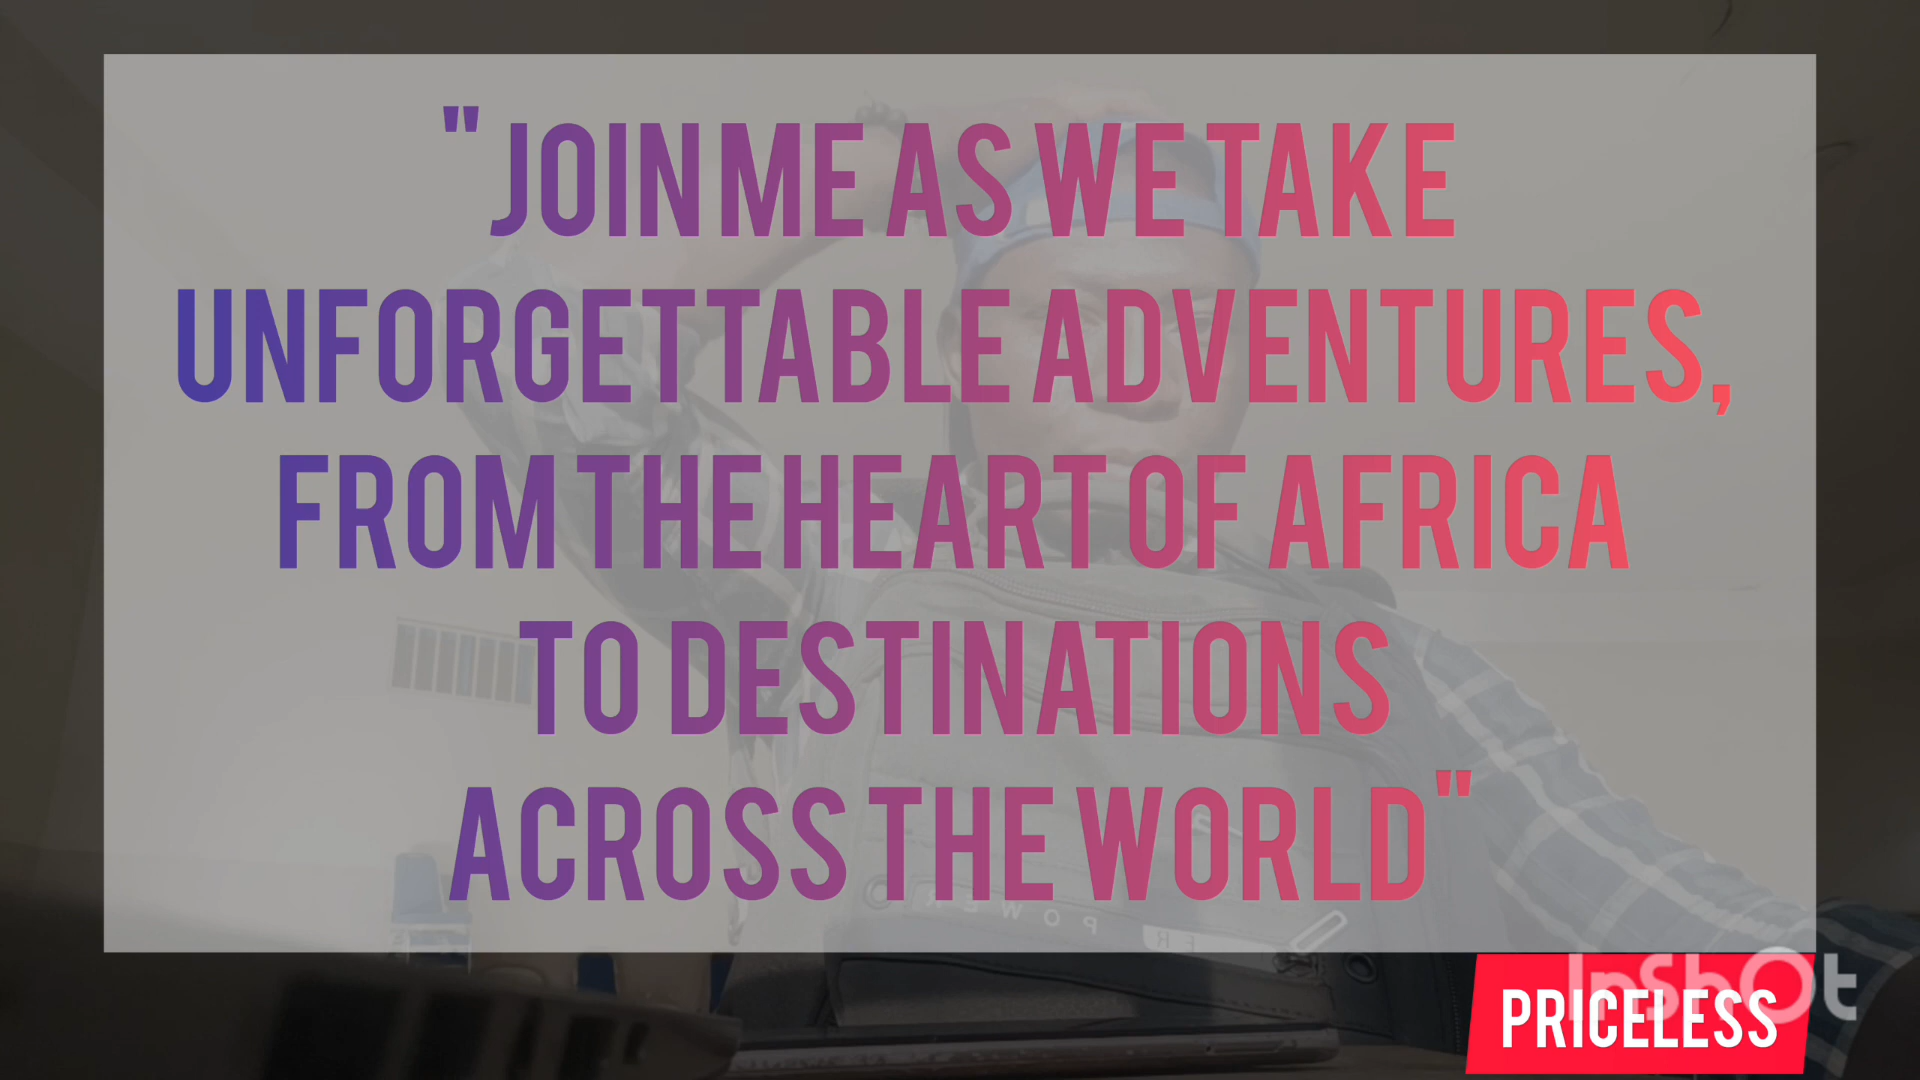 "JOIN ME AS WE TAKE
UNFORGETTABLE ADVENTURES,
FROM THE HEART OF AFRICA
TO DESTINATIONS
ACROSS THE WORLD"
POWER
InShOt
PRICELESS